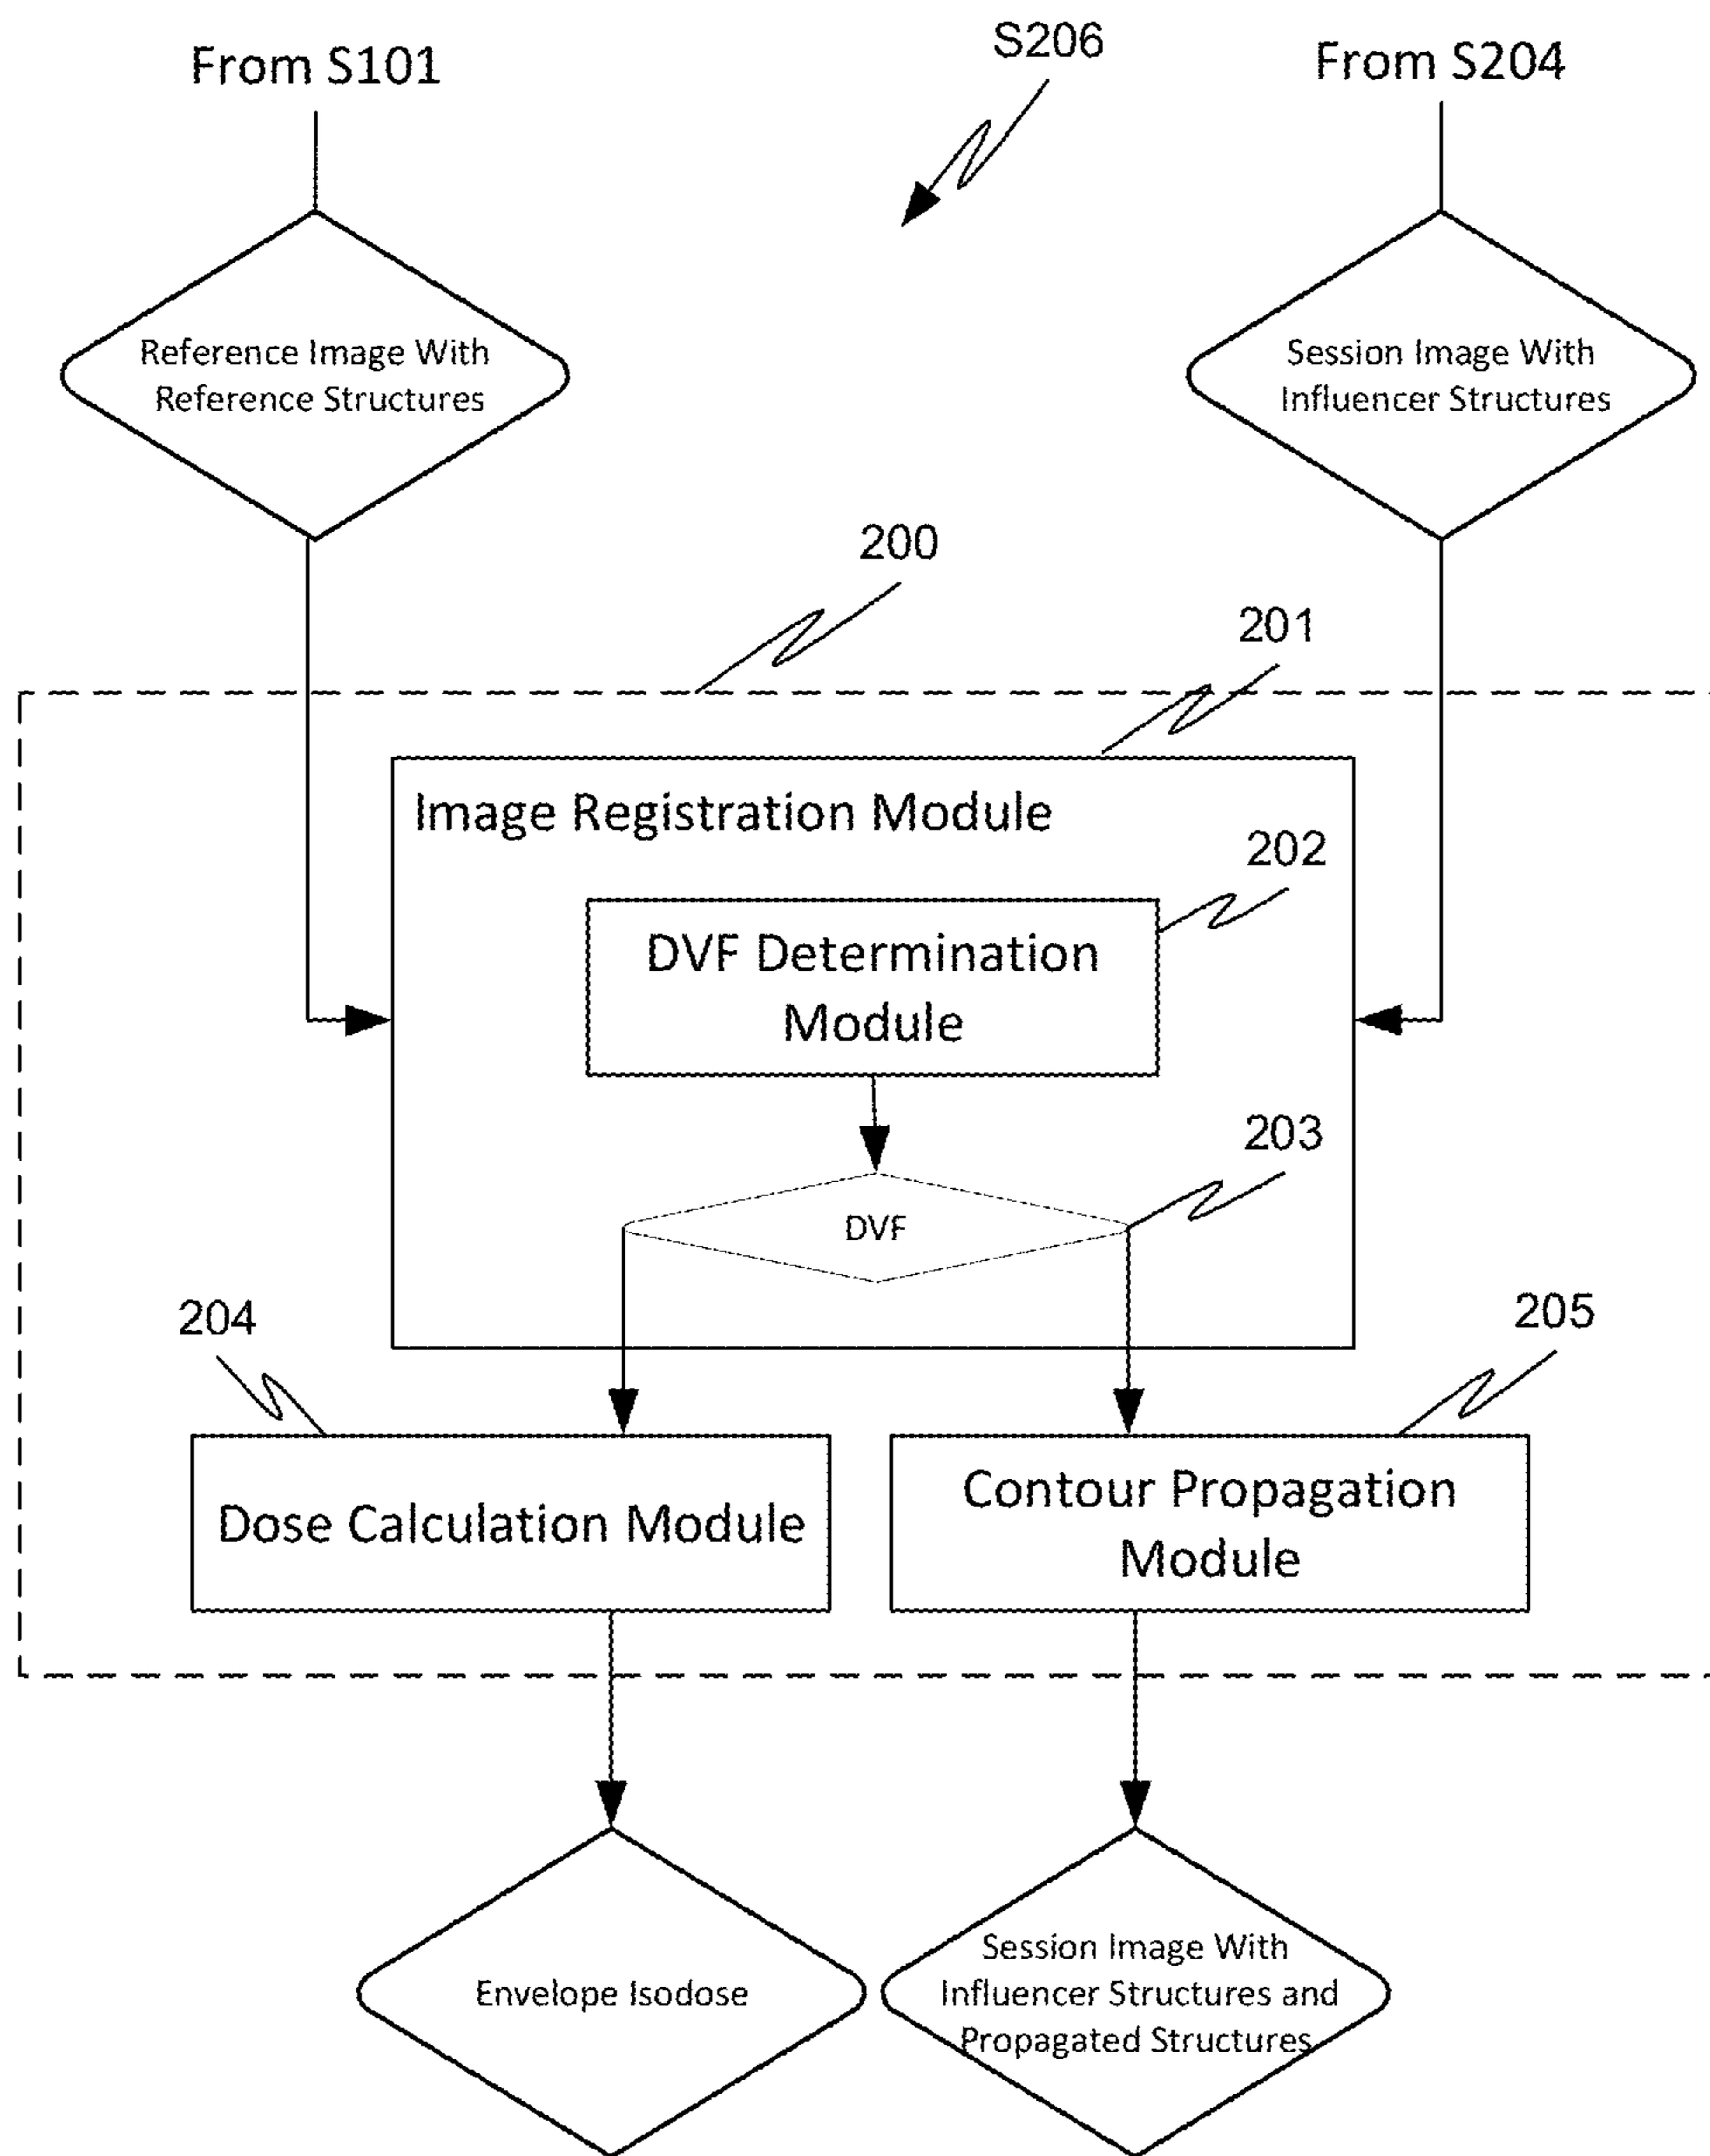 From S101
S206
From S204
Reference Image With
Reference Structures
Session Image With
Influencer Structures
200
201
Image Registration Module
202
DVF Determination
Module
203
DVF
204
205
Dose Calculation Module
Contour Propagation
Module
Envelope Isodose
Session Image With
Influencer Structures and
Propagated Structures